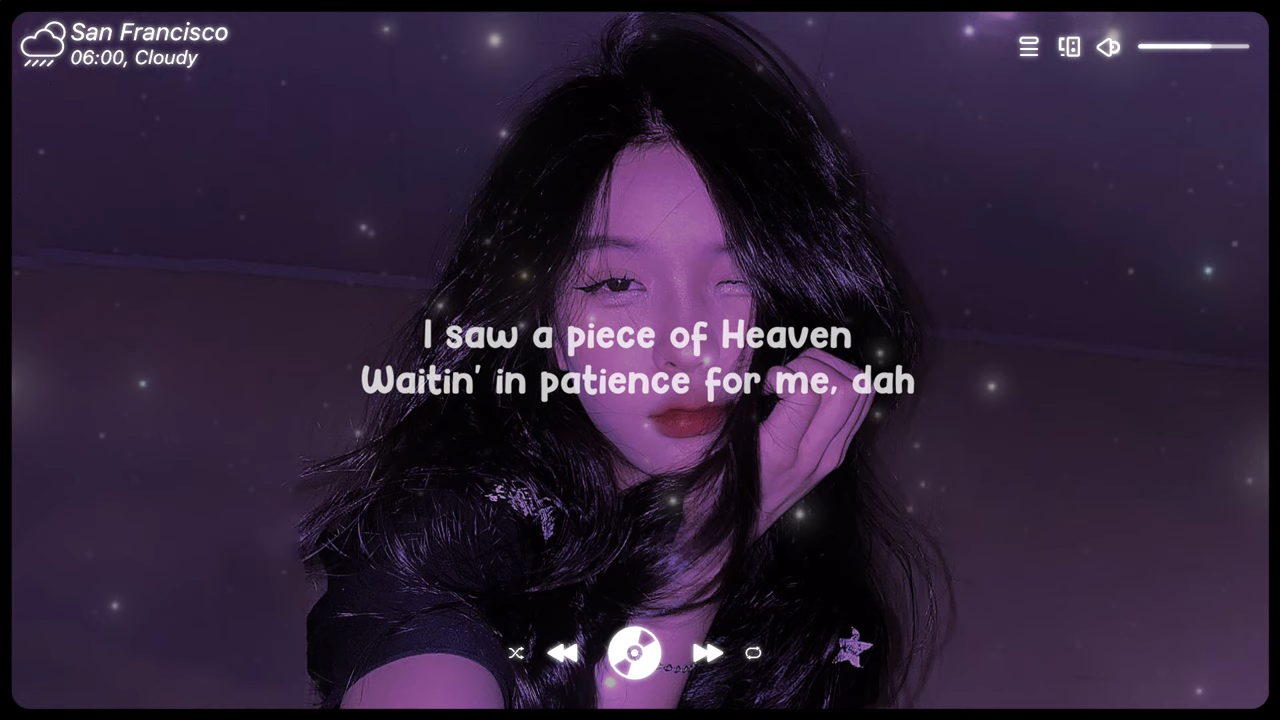 San Francisco
06:00, Cloudy
I saw a piece of Heaven
Waitin' in patience for me, dah